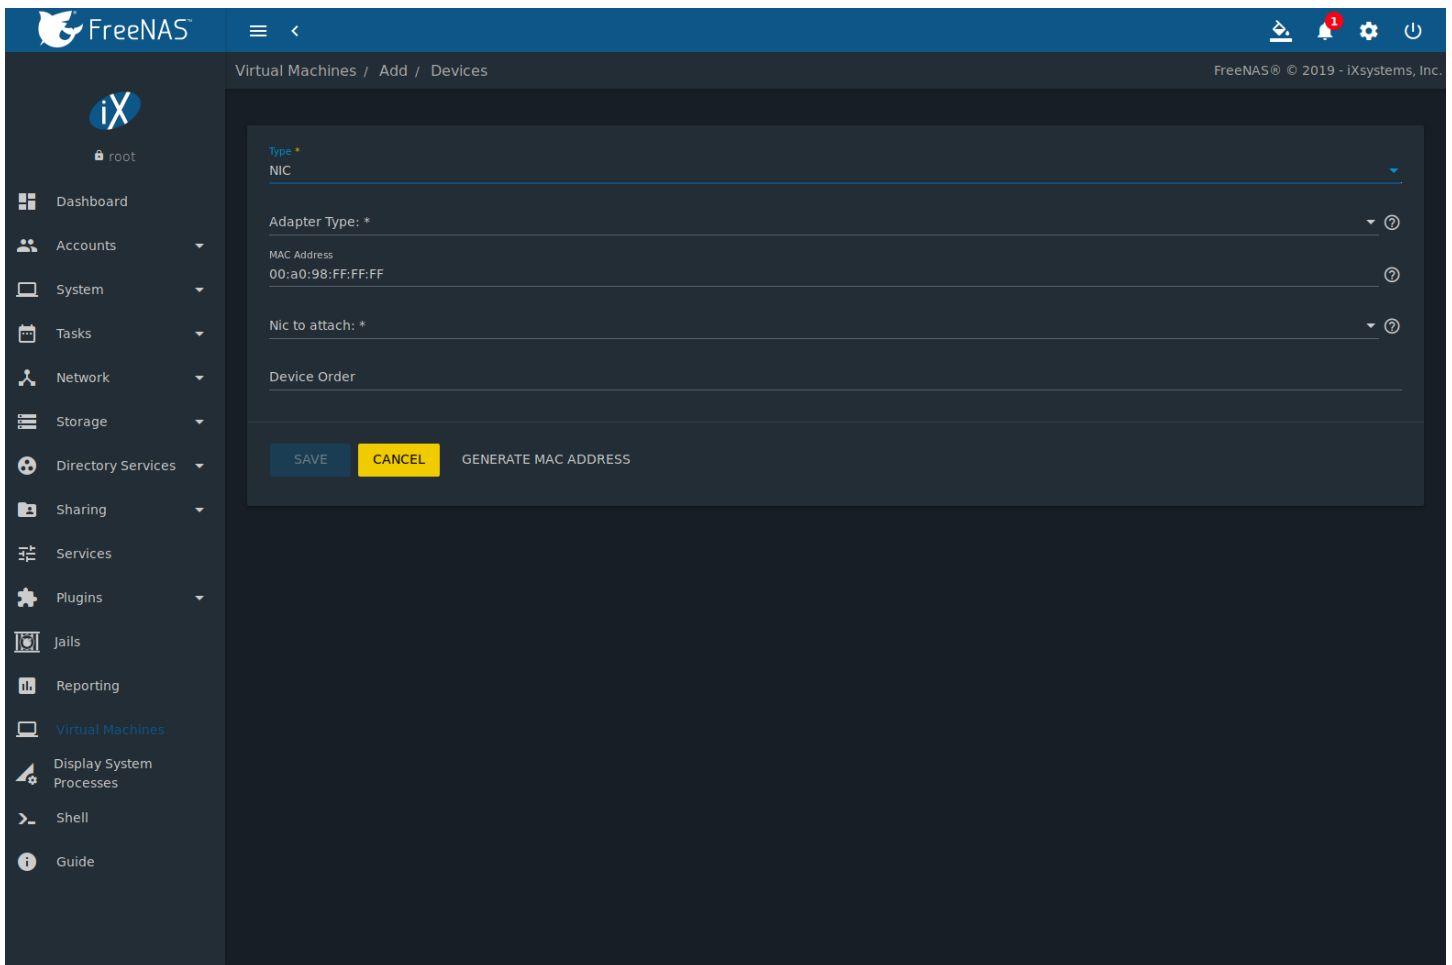 FreeNAS™
1
Virtual Machines / Add / Devices
FreeNAS® © 2019 - iXsystems, Inc.
iX
root
Dashboard
Accounts
System
Tasks
Network
Storage
Directory Services
Sharing
Services
Plugins
Jails
Reporting
Virtual Machines
Display System
Processes
Shell
Guide
Type *
NIC
Adapter Type: *
MAC Address
00:a0:98:FF:FF:FF
Nic to attach: *
Device Order
SAVE CANCEL GENERATE MAC ADDRESS